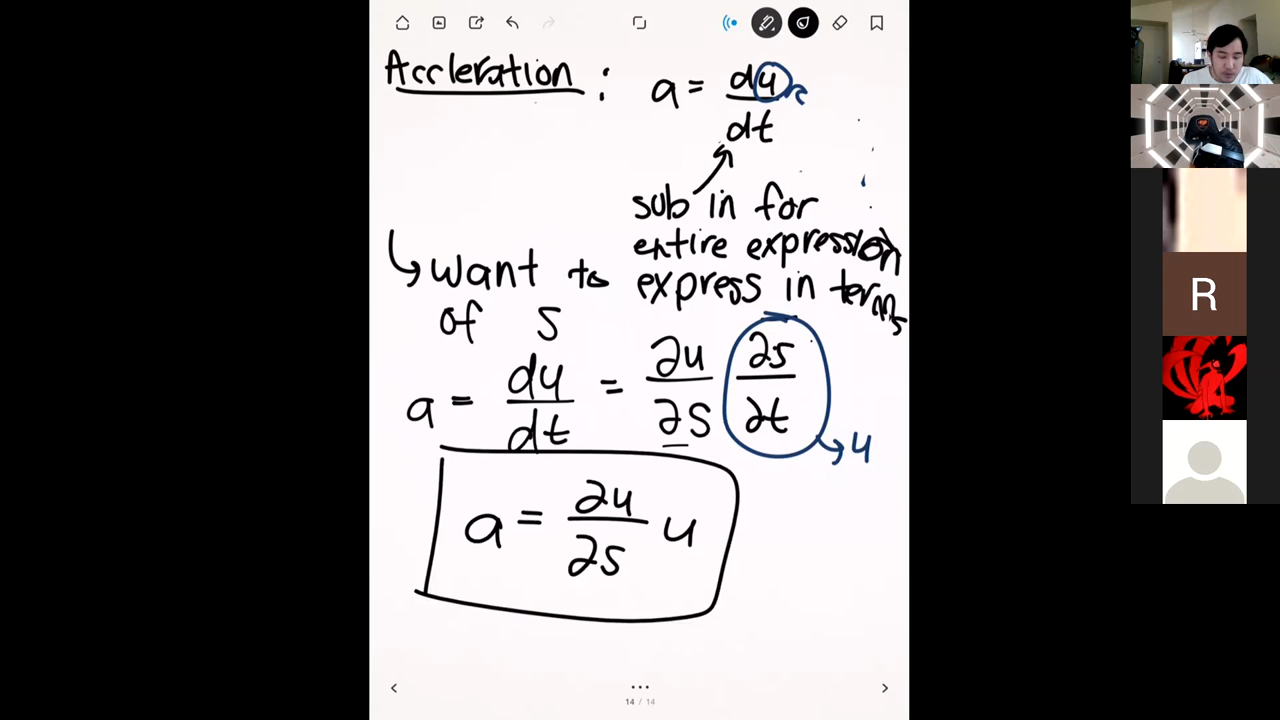 Accleration : a = du
dt
sub in for
entire expression
↳ want to express in terms
of s
a = du/dt = ∂u/∂s ∂s/∂t
↳ u
a = ∂u/∂s u
14 / 14
R